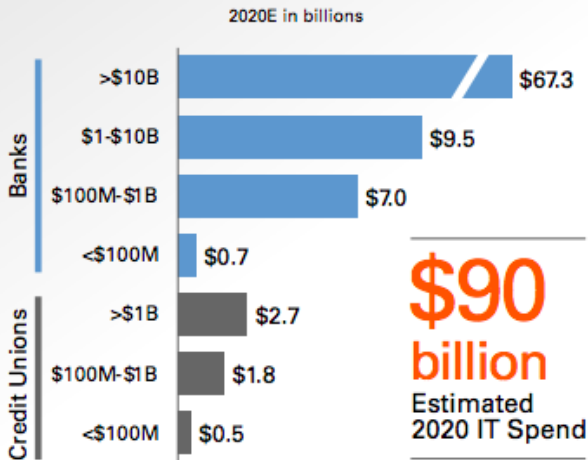 2020E in billions
Banks
>$10B $67.3
$1-$10B $9.5
$100M-$1B $7.0
<$100M $0.7
Credit Unions
>$1B $2.7
$100M-$1B $1.8
<$100M $0.5
$90
billion
Estimated
2020 IT Spend